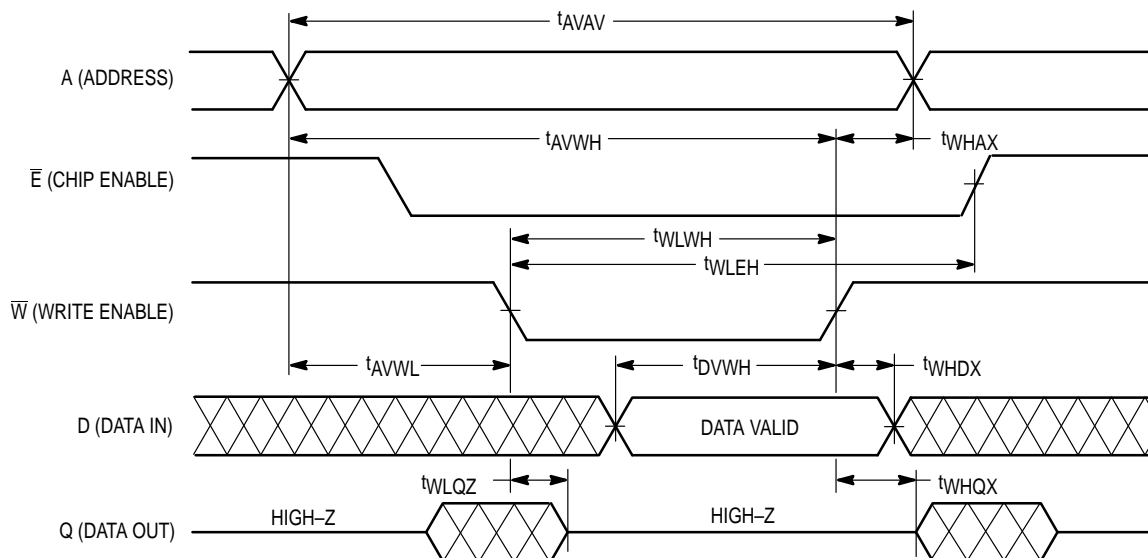 tAVAV
A (ADDRESS)
tAVWH
tWHAX
E (CHIP ENABLE)
tWLWH
tWLEH
W (WRITE ENABLE)
tAVWL
tDVWH
tWHDX
D (DATA IN)
DATA VALID
tWLQZ
tWHQX
Q (DATA OUT)
HIGH–Z
HIGH–Z